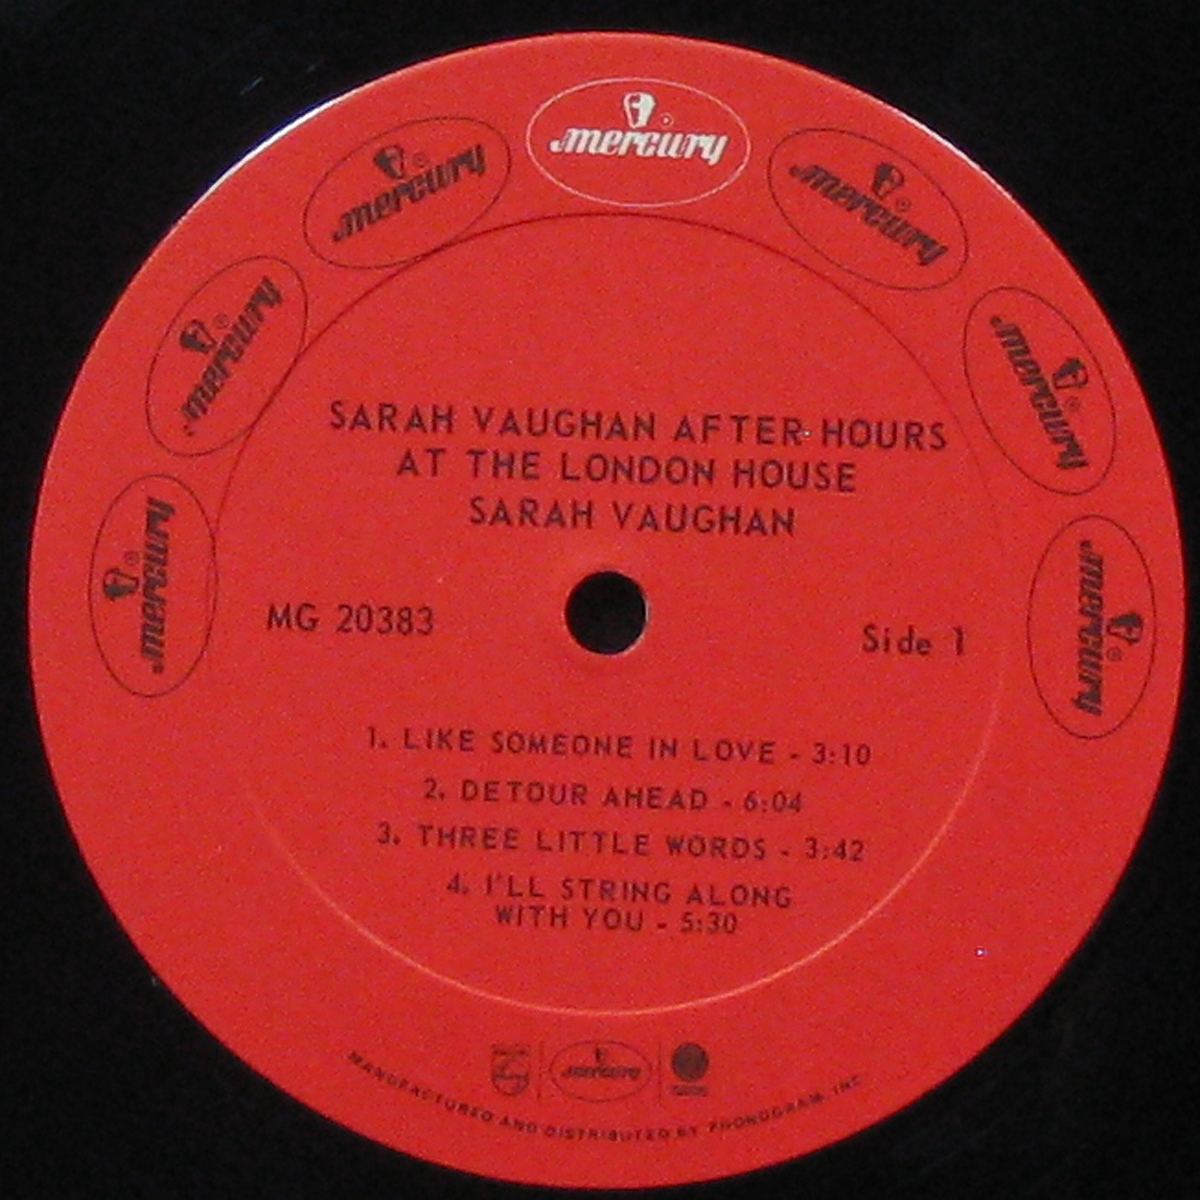 mercury
mercury
mercury
mercury
mercury
mercury
mercury
SARAH VAUGHAN AFTER HOURS
AT THE LONDON HOUSE
SARAH VAUGHAN
MG 20383
Side 1
1. LIKE SOMEONE IN LOVE - 3:10
2. DETOUR AHEAD - 6:04
3. THREE LITTLE WORDS - 3:42
4. I'LL STRING ALONG
WITH YOU - 5:30
mercury
MANUFACTURED AND DISTRIBUTED BY PHONOGRAM, INC.